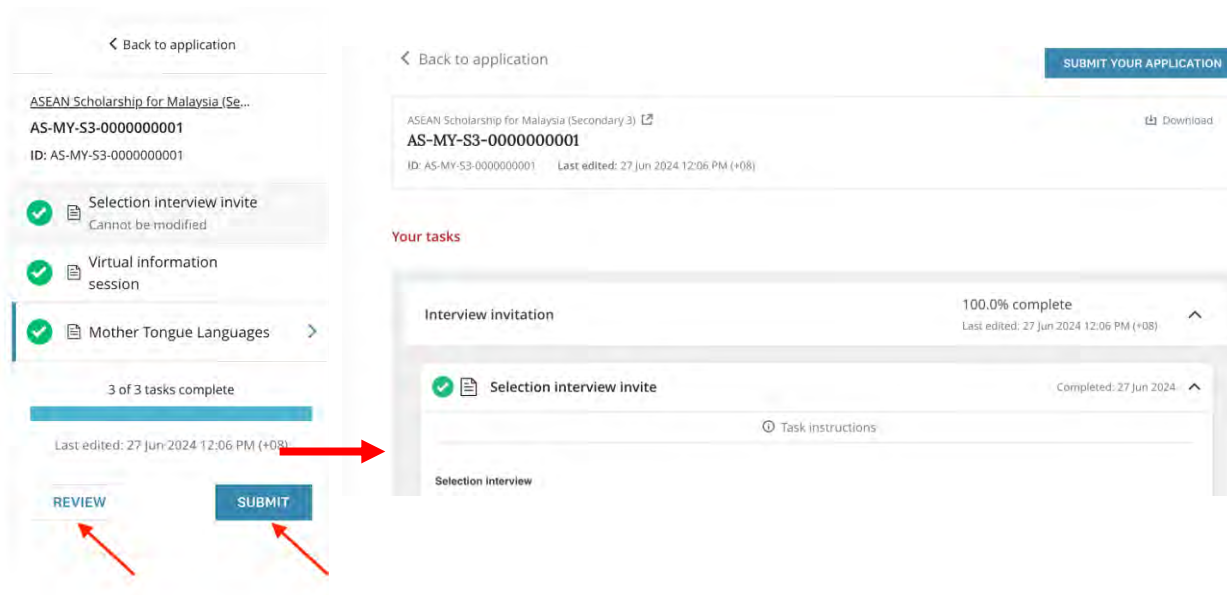 Back to application
ASEAN Scholarship for Malaysia (Se...
AS-MY-S3-0000000001
ID: AS-MY-S3-0000000001
Selection interview invite
Cannot be modified
Virtual information
session
Mother Tongue Languages
3 of 3 tasks complete
Last edited: 27 Jun 2024 12:06 PM (+08)
REVIEW
SUBMIT
Back to application
SUBMIT YOUR APPLICATION
ASEAN Scholarship for Malaysia (Secondary 3)
Download
AS-MY-S3-0000000001
ID: AS-MY-S3-0000000001 Last edited: 27 Jun 2024 12:06 PM (+08)
Your tasks
Interview invitation
100.0% complete
Last edited: 27 Jun 2024 12:06 PM (+08)
Selection interview invite
Completed: 27 Jun 2024
Task instructions
Selection interview